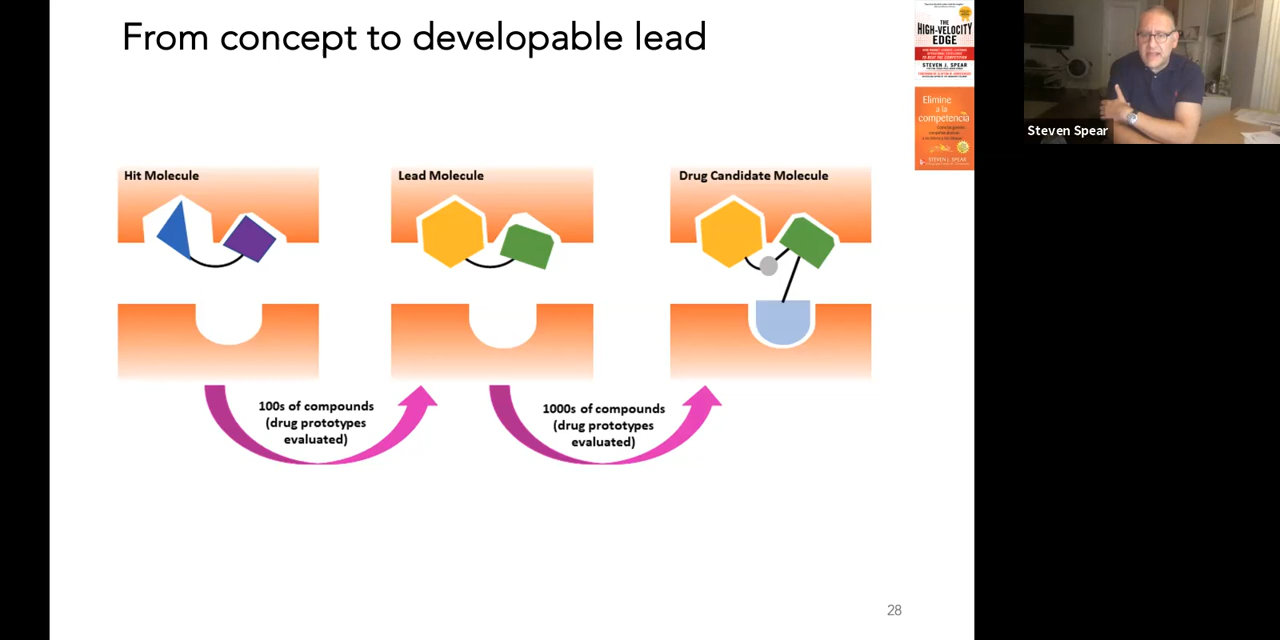 From concept to developable lead
THE
HIGH-VELOCITY
EDGE
STEVEN J. SPEAR
Elimine
a la
competencia
STEVEN J. SPEAR
Steven Spear
Hit Molecule
Lead Molecule
Drug Candidate Molecule
100s of compounds
(drug prototypes
evaluated)
1000s of compounds
(drug prototypes
evaluated)
28